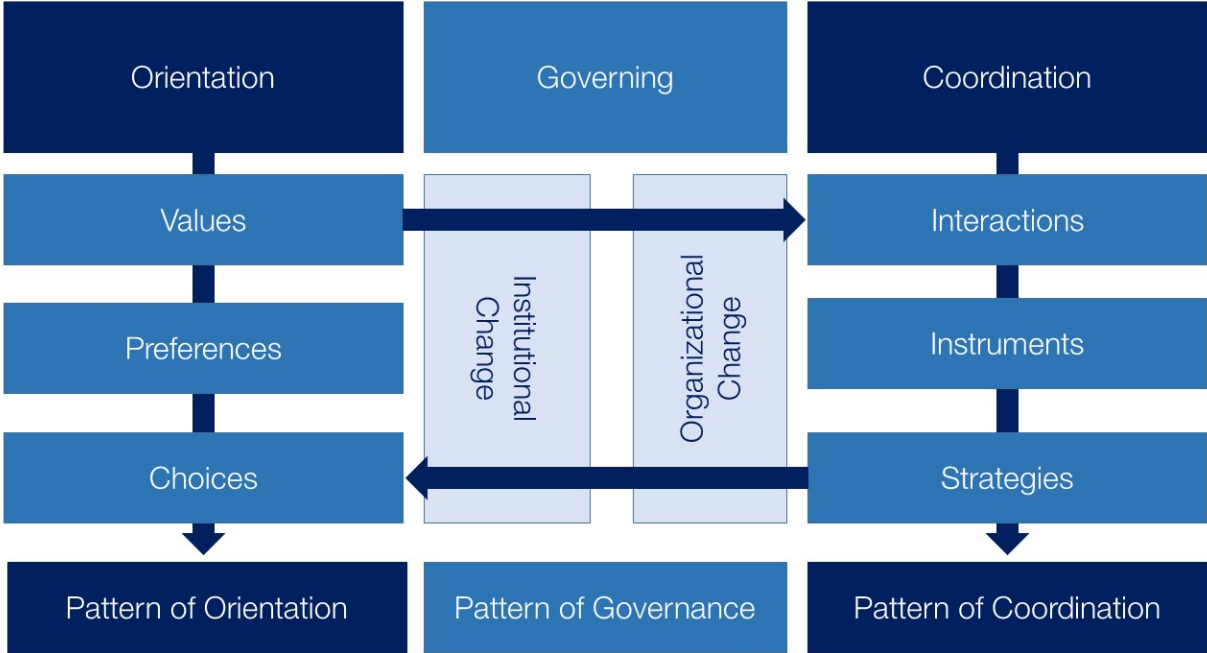 Orientation
Governing
Coordination
Values
Interactions
Institutional
Change
Organizational
Change
Preferences
Instruments
Choices
Strategies
Pattern of Orientation
Pattern of Governance
Pattern of Coordination